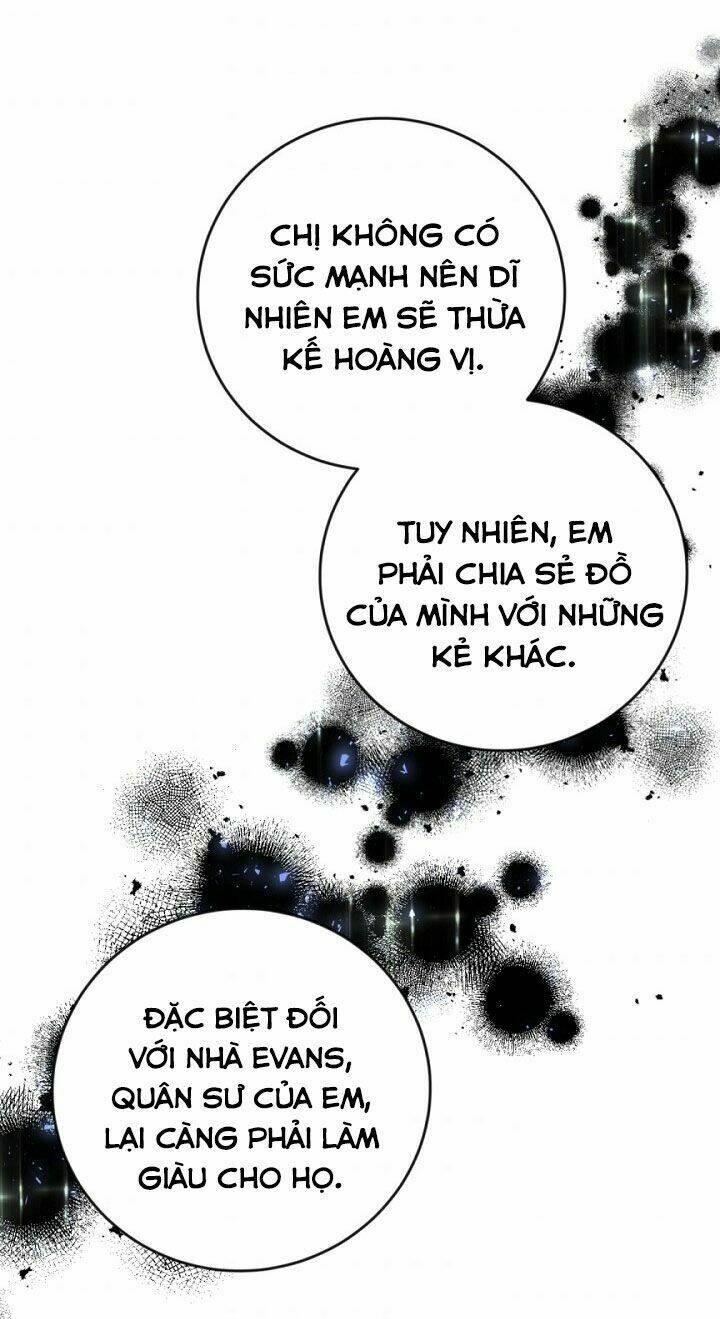 CHỊ KHÔNG CÓ
SỨC MẠNH NÊN DĨ
NHIÊN EM SẼ THỪA
KẾ HOÀNG VỊ.
TUY NHIÊN, EM
PHẢI CHIA SẺ ĐỒ
CỦA MÌNH VỚI NHỮNG
KẺ KHÁC.
ĐẶC BIỆT ĐỐI
VỚI NHÀ EVANS,
QUÂN SƯ CỦA EM,
LẠI CÀNG PHẢI LÀM
GIÀU CHO HỌ.